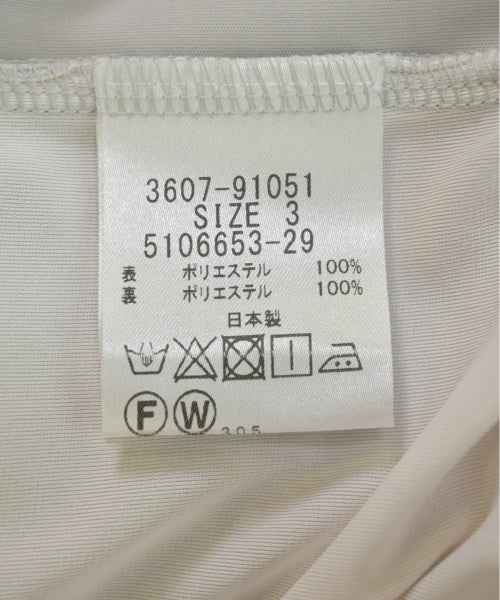 3607-91051
SIZE 3
5106653-29
表 ポリエステル 100%
裏 ポリエステル 100%
日本製
F W
305